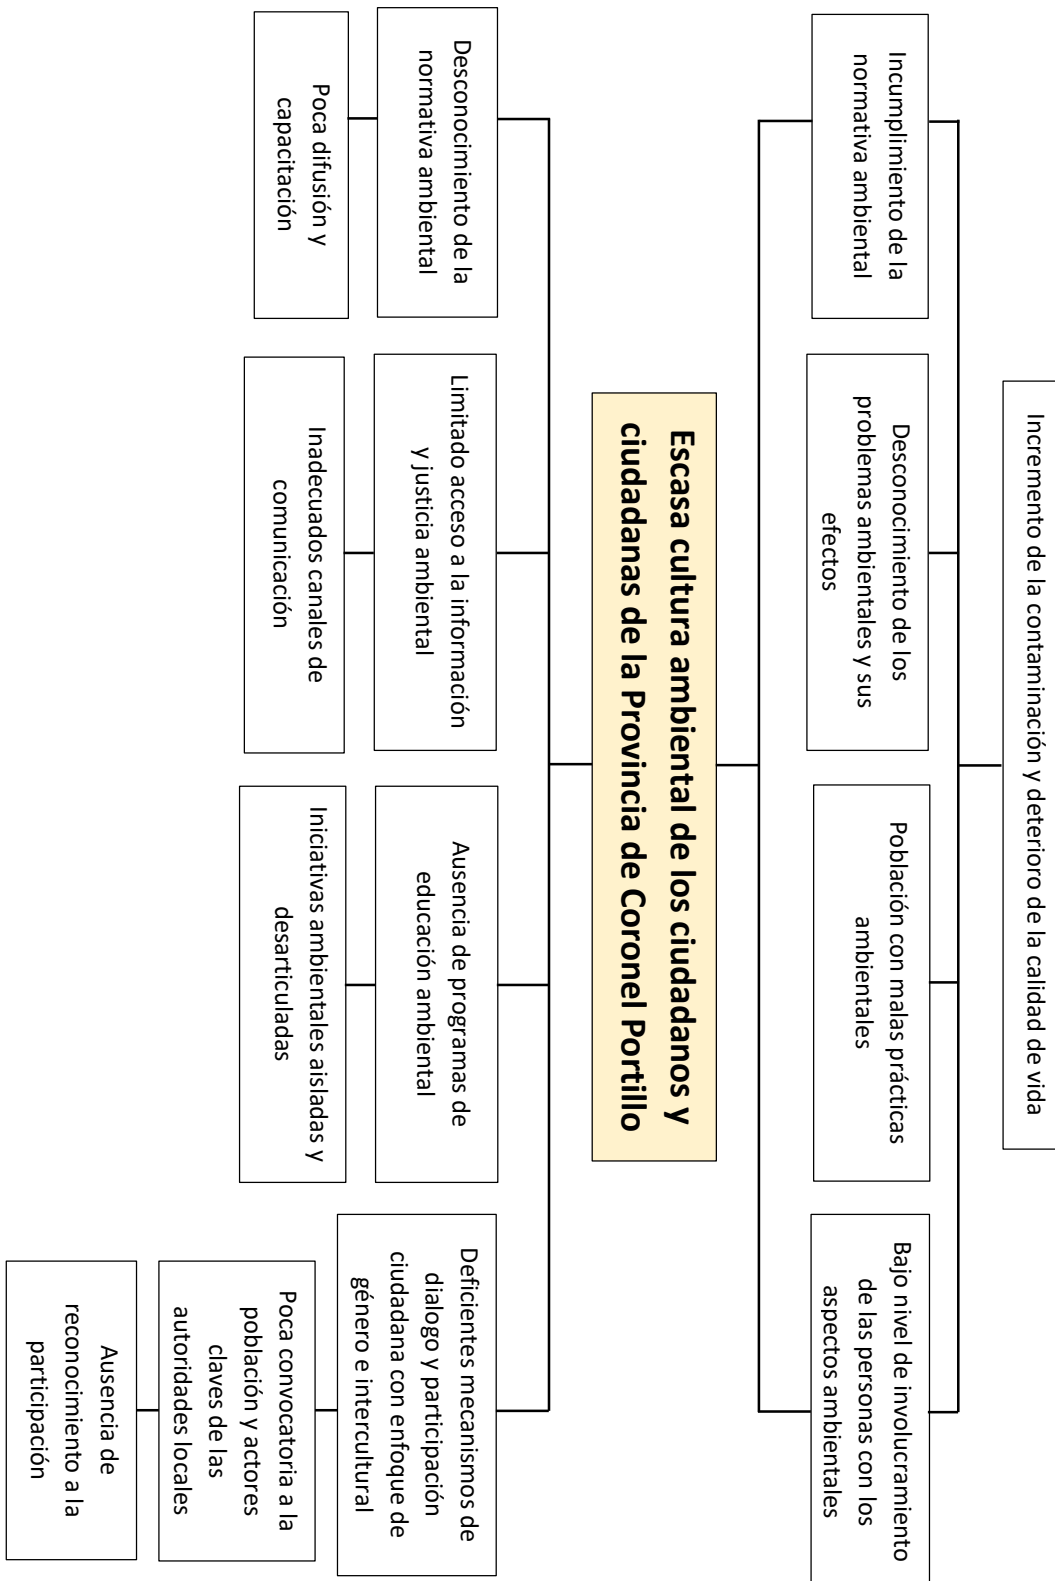 Incremento de la contaminación y deterioro de la calidad de vida
Incumplimiento de la
normativa ambiental
Desconocimiento de los
problemas ambientales y sus
efectos
Población con malas prácticas
ambientales
Bajo nivel de involucramiento
de las personas con los
aspectos ambientales
Escasa cultura ambiental de los ciudadanos y
ciudadanas de la Provincia de Coronel Portillo
Desconocimiento de la
normativa ambiental
Limitado acceso a la información
y justicia ambiental
Ausencia de programas de
educación ambiental
Deficientes mecanismos de
dialogo y participación
ciudadana con enfoque de
género e intercultural
Poca difusión y
capacitación
Inadecuados canales de
comunicación
Iniciativas ambientales aisladas y
desarticuladas
Poca convocatoria a la
población y actores
claves de las
autoridades locales
Ausencia de
reconocimiento a la
participación